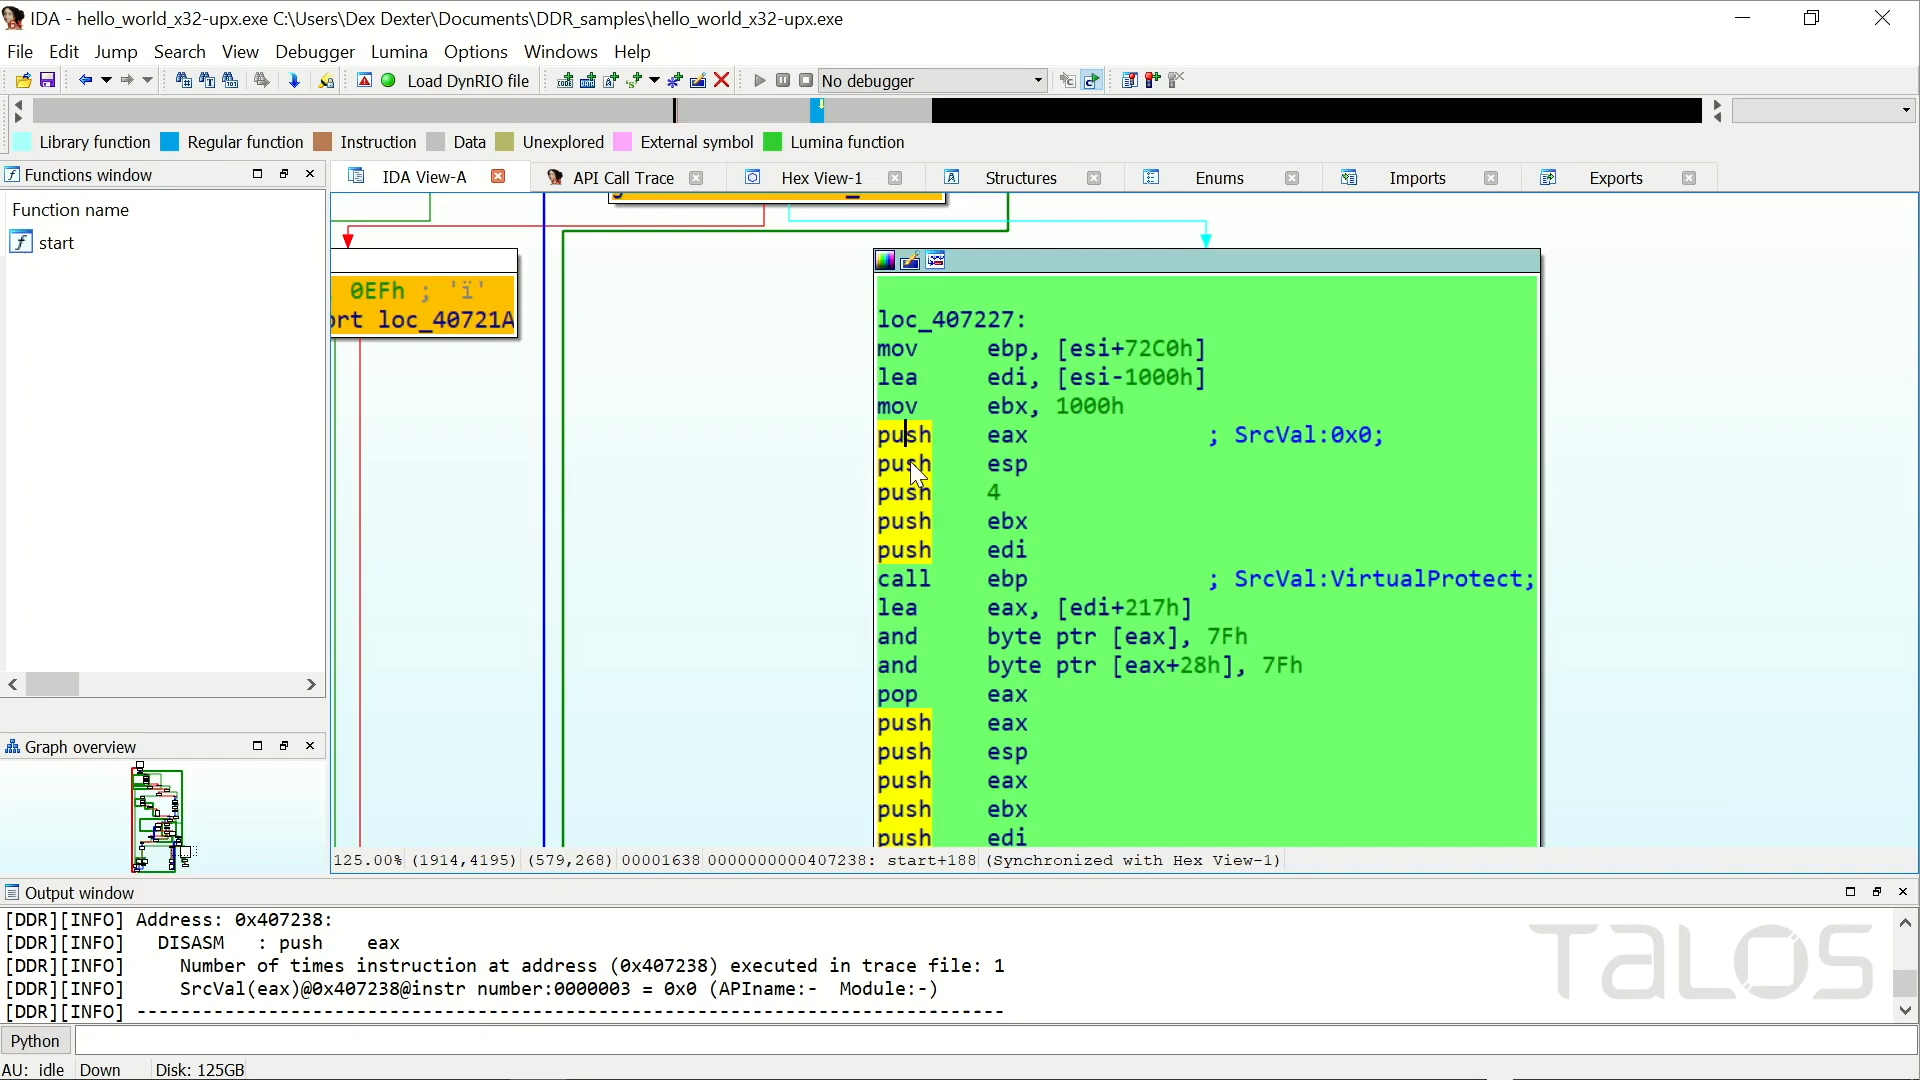 IDA - hello_world_x32-upx.exe C:\Users\Dex Dexter\Documents\DDR_samples\hello_world_x32-upx.exe
File Edit Jump Search View Debugger Lumina Options Windows Help
Load DynRIO file No debugger
Library function Regular function Instruction Data Unexplored External symbol Lumina function
Functions window
IDA View-A API Call Trace Hex View-1 Structures Enums Imports Exports
Function name
f start
0EFh ; 'ï'
ort loc_40721A
loc_407227:
mov ebp, [esi+72C0h]
lea edi, [esi-1000h]
mov ebx, 1000h
push eax ; SrcVal:0x0;
push esp
push 4
push ebx
push edi
call ebp ; SrcVal:VirtualProtect;
lea eax, [edi+217h]
and byte ptr [eax], 7Fh
and byte ptr [eax+28h], 7Fh
pop eax
push eax
push esp
push eax
push ebx
push edi
Graph overview
125.00% (1914,4195) (579,268) 00001638 0000000000407238: start+188 (Synchronized with Hex View-1)
Output window
[DDR][INFO] Address: 0x407238:
[DDR][INFO] DISASM : push eax
[DDR][INFO] Number of times instruction at address (0x407238) executed in trace file: 1
[DDR][INFO] SrcVal(eax)@0x407238@instr number:0000003 = 0x0 (APIname:- Module:-)
[DDR][INFO] -------------------------------------------------------------------------------
TALOS
Python
AU: idle Down Disk: 125GB